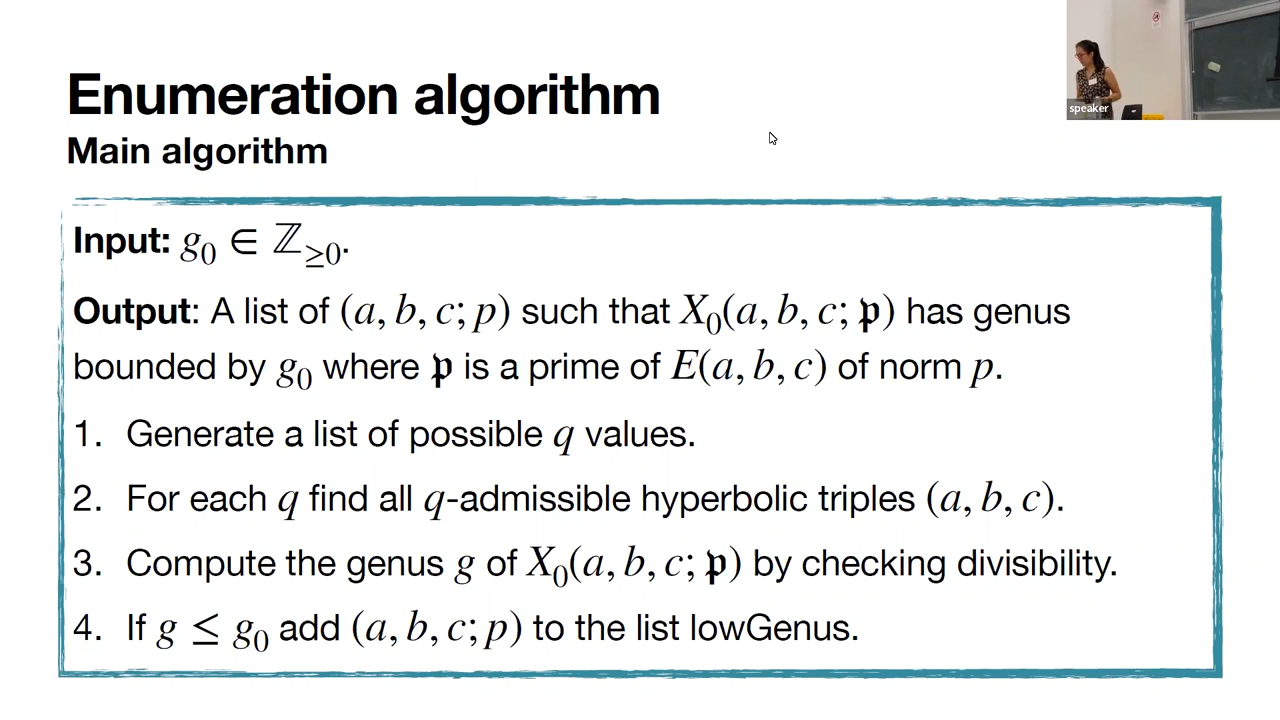 Enumeration algorithm
Main algorithm
speaker
Input: g₀ ∈ ℤ≥0.
Output: A list of (a, b, c; p) such that X₀(a, b, c; 𝔭) has genus
bounded by g₀ where 𝔭 is a prime of E(a, b, c) of norm p.
1. Generate a list of possible q values.
2. For each q find all q-admissible hyperbolic triples (a, b, c).
3. Compute the genus g of X₀(a, b, c; 𝔭) by checking divisibility.
4. If g ≤ g₀ add (a, b, c; p) to the list lowGenus.